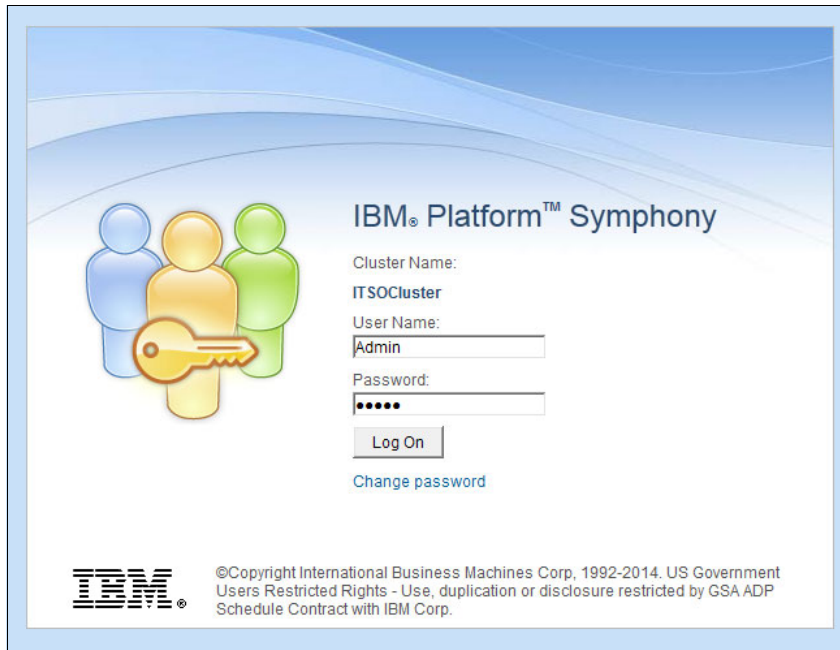 IBM® Platform™ Symphony
Cluster Name:
ITSOCluster
User Name:
Admin
Password:
•••••
Log On
Change password
IBM®
©Copyright International Business Machines Corp, 1992-2014. US Government
Users Restricted Rights - Use, duplication or disclosure restricted by GSA ADP
Schedule Contract with IBM Corp.